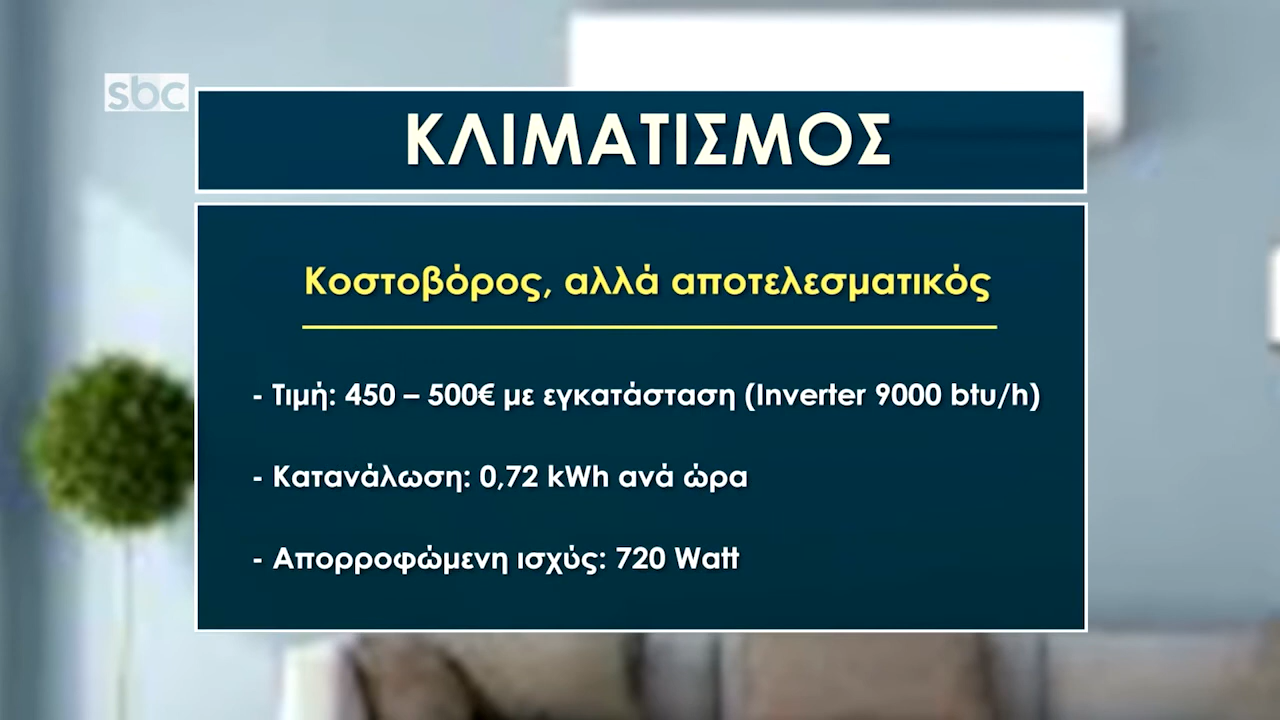 sbc
ΚΛΙΜΑΤΙΣΜΟΣ
Κοστοβόρος, αλλά αποτελεσματικός
- Τιμή: 450 – 500€ με εγκατάσταση (Inverter 9000 btu/h)
- Κατανάλωση: 0,72 kWh ανά ώρα
- Απορροφώμενη ισχύς: 720 Watt